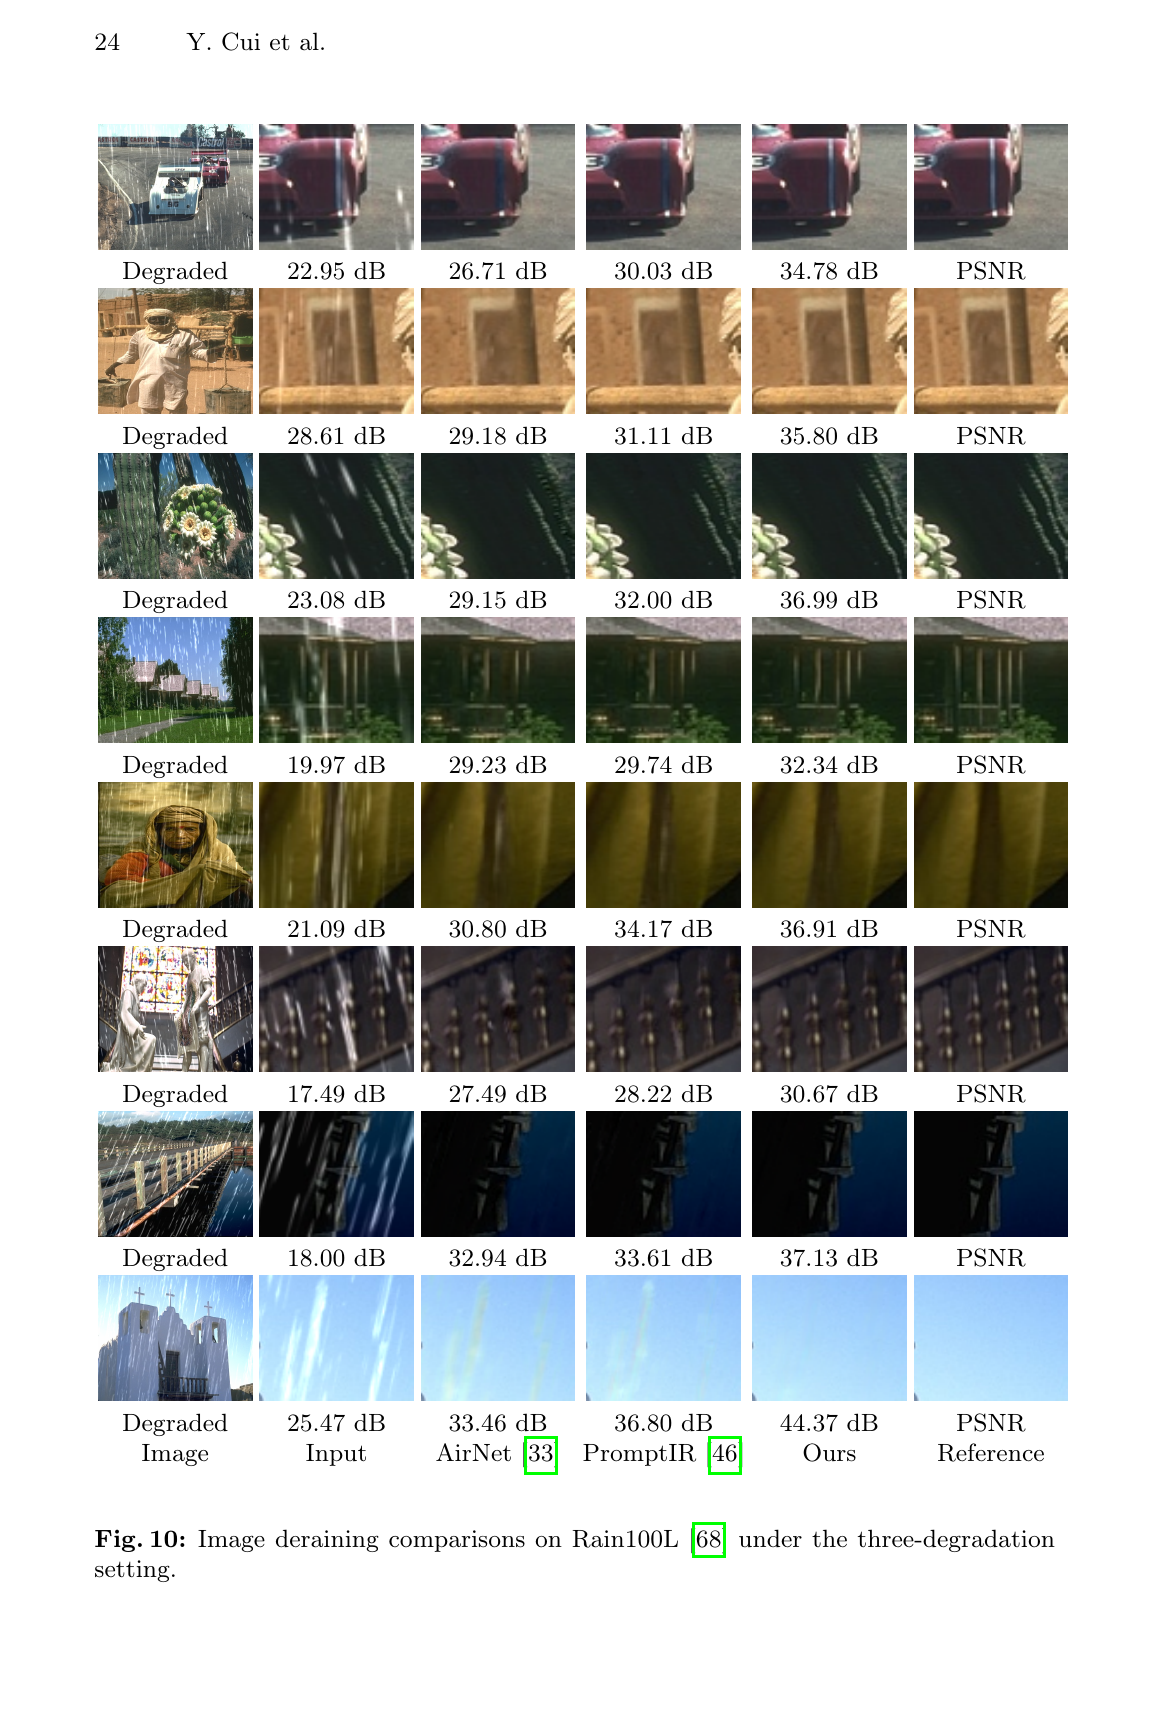 24 Y. Cui et al.
Degraded 22.95 dB 26.71 dB 30.03 dB 34.78 dB PSNR
Degraded 28.61 dB 29.18 dB 31.11 dB 35.80 dB PSNR
Degraded 23.08 dB 29.15 dB 32.00 dB 36.99 dB PSNR
Degraded 19.97 dB 29.23 dB 29.74 dB 32.34 dB PSNR
Degraded 21.09 dB 30.80 dB 34.17 dB 36.91 dB PSNR
Degraded 17.49 dB 27.49 dB 28.22 dB 30.67 dB PSNR
Degraded 18.00 dB 32.94 dB 33.61 dB 37.13 dB PSNR
Degraded 25.47 dB 33.46 dB 36.80 dB 44.37 dB PSNR
Image Input AirNet [33] PromptIR [46] Ours Reference
Fig. 10: Image deraining comparisons on Rain100L [68] under the three-degradation
setting.